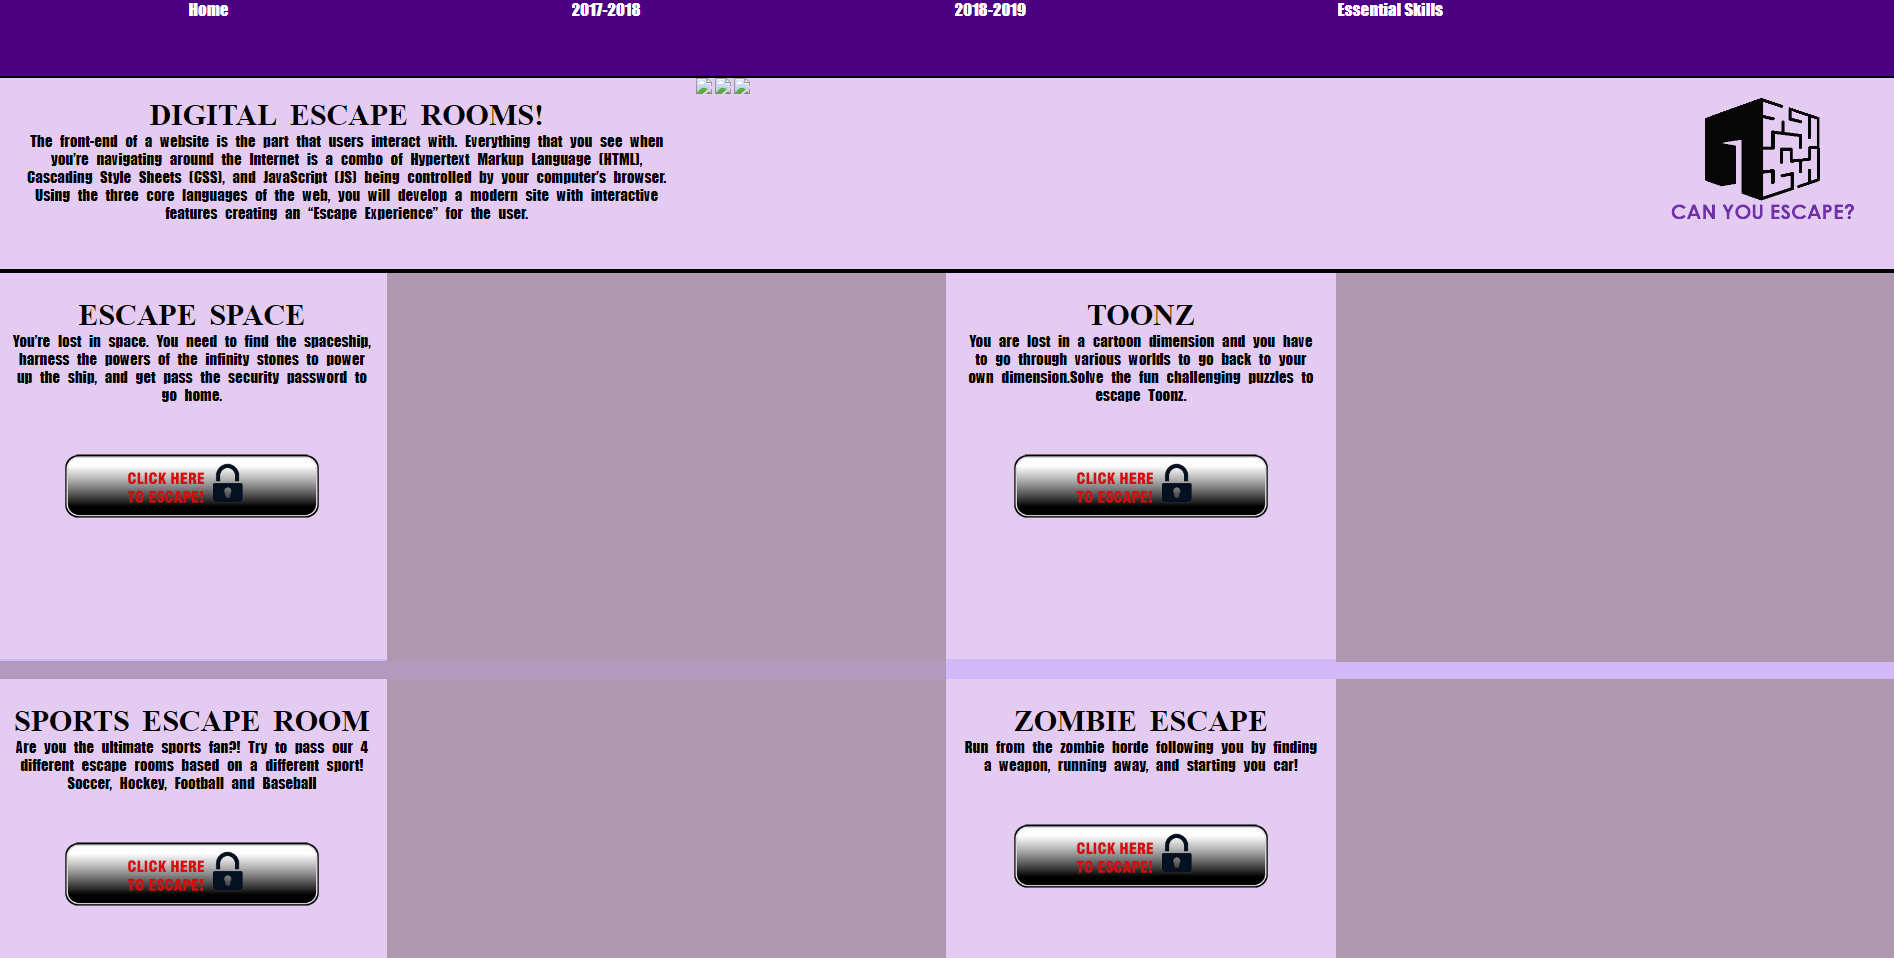 Home 2017-2018 2018-2019 Essential Skills
DIGITAL ESCAPE ROOMS!
The front-end of a website is the part that users interact with. Everything that you see when
you’re navigating around the Internet is a combo of Hypertext Markup Language (HTML),
Cascading Style Sheets (CSS), and JavaScript (JS) being controlled by your computer’s browser.
Using the three core languages of the web, you will develop a modern site with interactive
features creating an “Escape Experience” for the user.
CAN YOU ESCAPE?
ESCAPE SPACE
You’re lost in space. You need to find the spaceship,
harness the powers of the infinity stones to power
up the ship, and get pass the security password to
go home.
CLICK HERE
TO ESCAPE!
TOONZ
You are lost in a cartoon dimension and you have
to go through various worlds to go back to your
own dimension.Solve the fun challenging puzzles to
escape Toonz.
CLICK HERE
TO ESCAPE!
SPORTS ESCAPE ROOM
Are you the ultimate sports fan?! Try to pass our 4
different escape rooms based on a different sport!
Soccer, Hockey, Football and Baseball
CLICK HERE
TO ESCAPE!
ZOMBIE ESCAPE
Run from the zombie horde following you by finding
a weapon, running away, and starting you car!
CLICK HERE
TO ESCAPE!